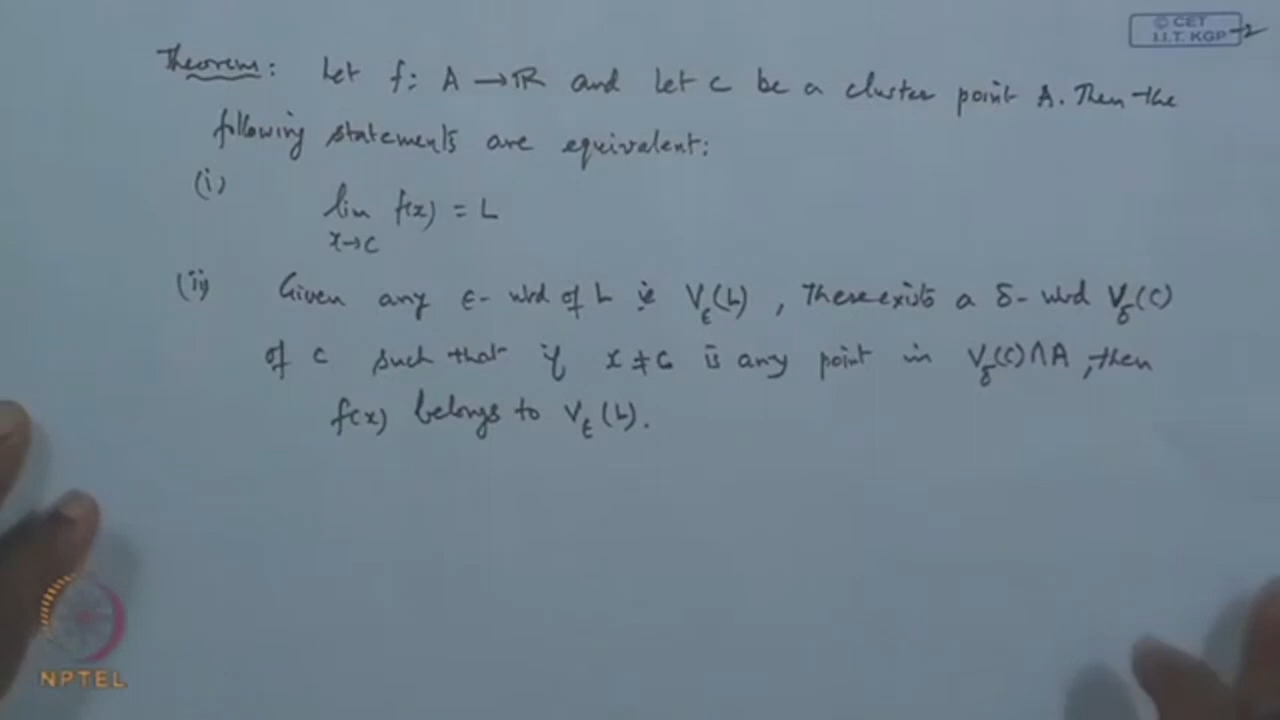 © CET
I.I.T. KGP
Theorem: Let f: A → ℝ and let c be a cluster point A. Then the
following statements are equivalent:
(i) lim f(x) = L
x→c
(ii) Given any ϵ- nbd of L ie V_ϵ(L), There exists a δ- nbd V_δ(c)
of c such that if x ≠ c is any point in V_δ(c) ∩ A, then
f(x) belongs to V_ϵ(L).
NPTEL